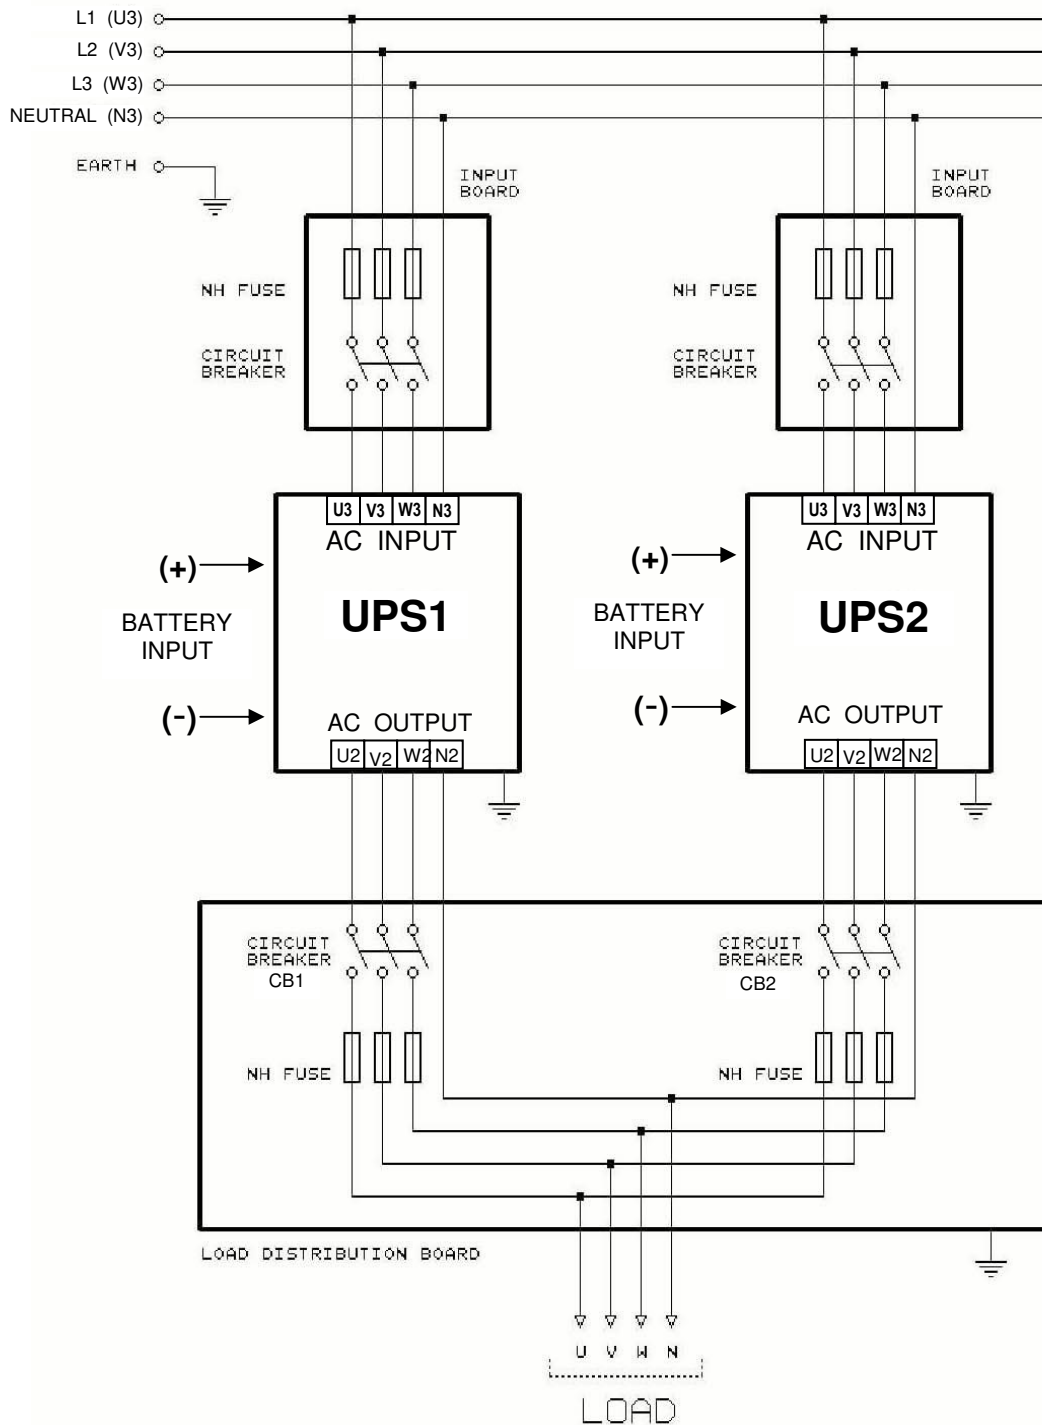 L1 (U3)
L2 (V3)
L3 (W3)
NEUTRAL (N3)
EARTH
INPUT
BOARD
INPUT
BOARD
NH FUSE
NH FUSE
CIRCUIT
BREAKER
CIRCUIT
BREAKER
U3 V3 W3 N3
AC INPUT
U3 V3 W3 N3
AC INPUT
(+)
BATTERY
INPUT
(-)
UPS1
(+)
BATTERY
INPUT
(-)
UPS2
AC OUTPUT
U2 V2 W2 N2
AC OUTPUT
U2 V2 W2 N2
CIRCUIT
BREAKER
CB1
CIRCUIT
BREAKER
CB2
NH FUSE
NH FUSE
LOAD DISTRIBUTION BOARD
U V W N
LOAD